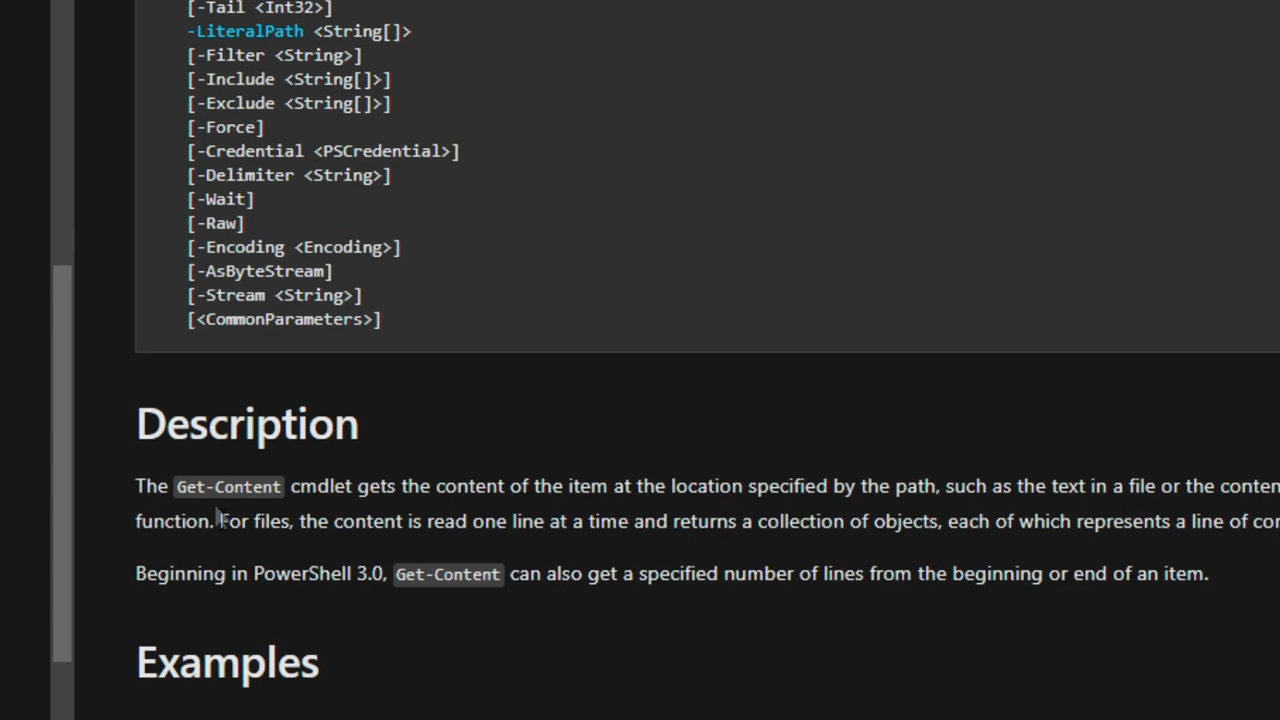 [-Tail <Int32>]
-LiteralPath <String[]>
[-Filter <String>]
[-Include <String[]>]
[-Exclude <String[]>]
[-Force]
[-Credential <PSCredential>]
[-Delimiter <String>]
[-Wait]
[-Raw]
[-Encoding <Encoding>]
[-AsByteStream]
[-Stream <String>]
[<CommonParameters>]
Description
The Get-Content cmdlet gets the content of the item at the location specified by the path, such as the text in a file or the conten
function. For files, the content is read one line at a time and returns a collection of objects, each of which represents a line of con
Beginning in PowerShell 3.0, Get-Content can also get a specified number of lines from the beginning or end of an item.
Examples